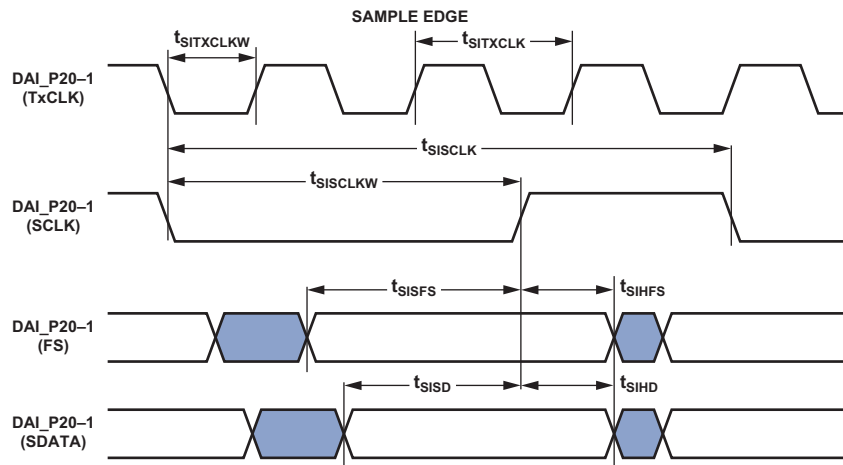 SAMPLE EDGE
tSITXCLKW
tSITXCLK
DAI_P20–1
(TxCLK)
tSISCLK
tSISCLKW
DAI_P20–1
(SCLK)
tSISFS
tSIHFS
DAI_P20–1
(FS)
tSISD
tSIHD
DAI_P20–1
(SDATA)